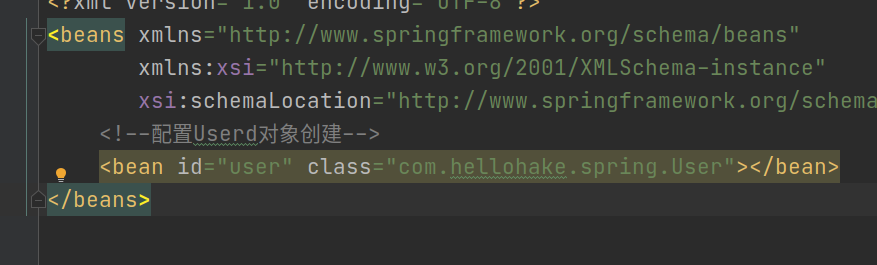 <?xml version="1.0" encoding="UTF-8"?>
<beans xmlns="http://www.springframework.org/schema/beans"
xmlns:xsi="http://www.w3.org/2001/XMLSchema-instance"
xsi:schemaLocation="http://www.springframework.org/schema
<!--配置Userd对象创建-->
<bean id="user" class="com.hellohake.spring.User"></bean>
</beans>